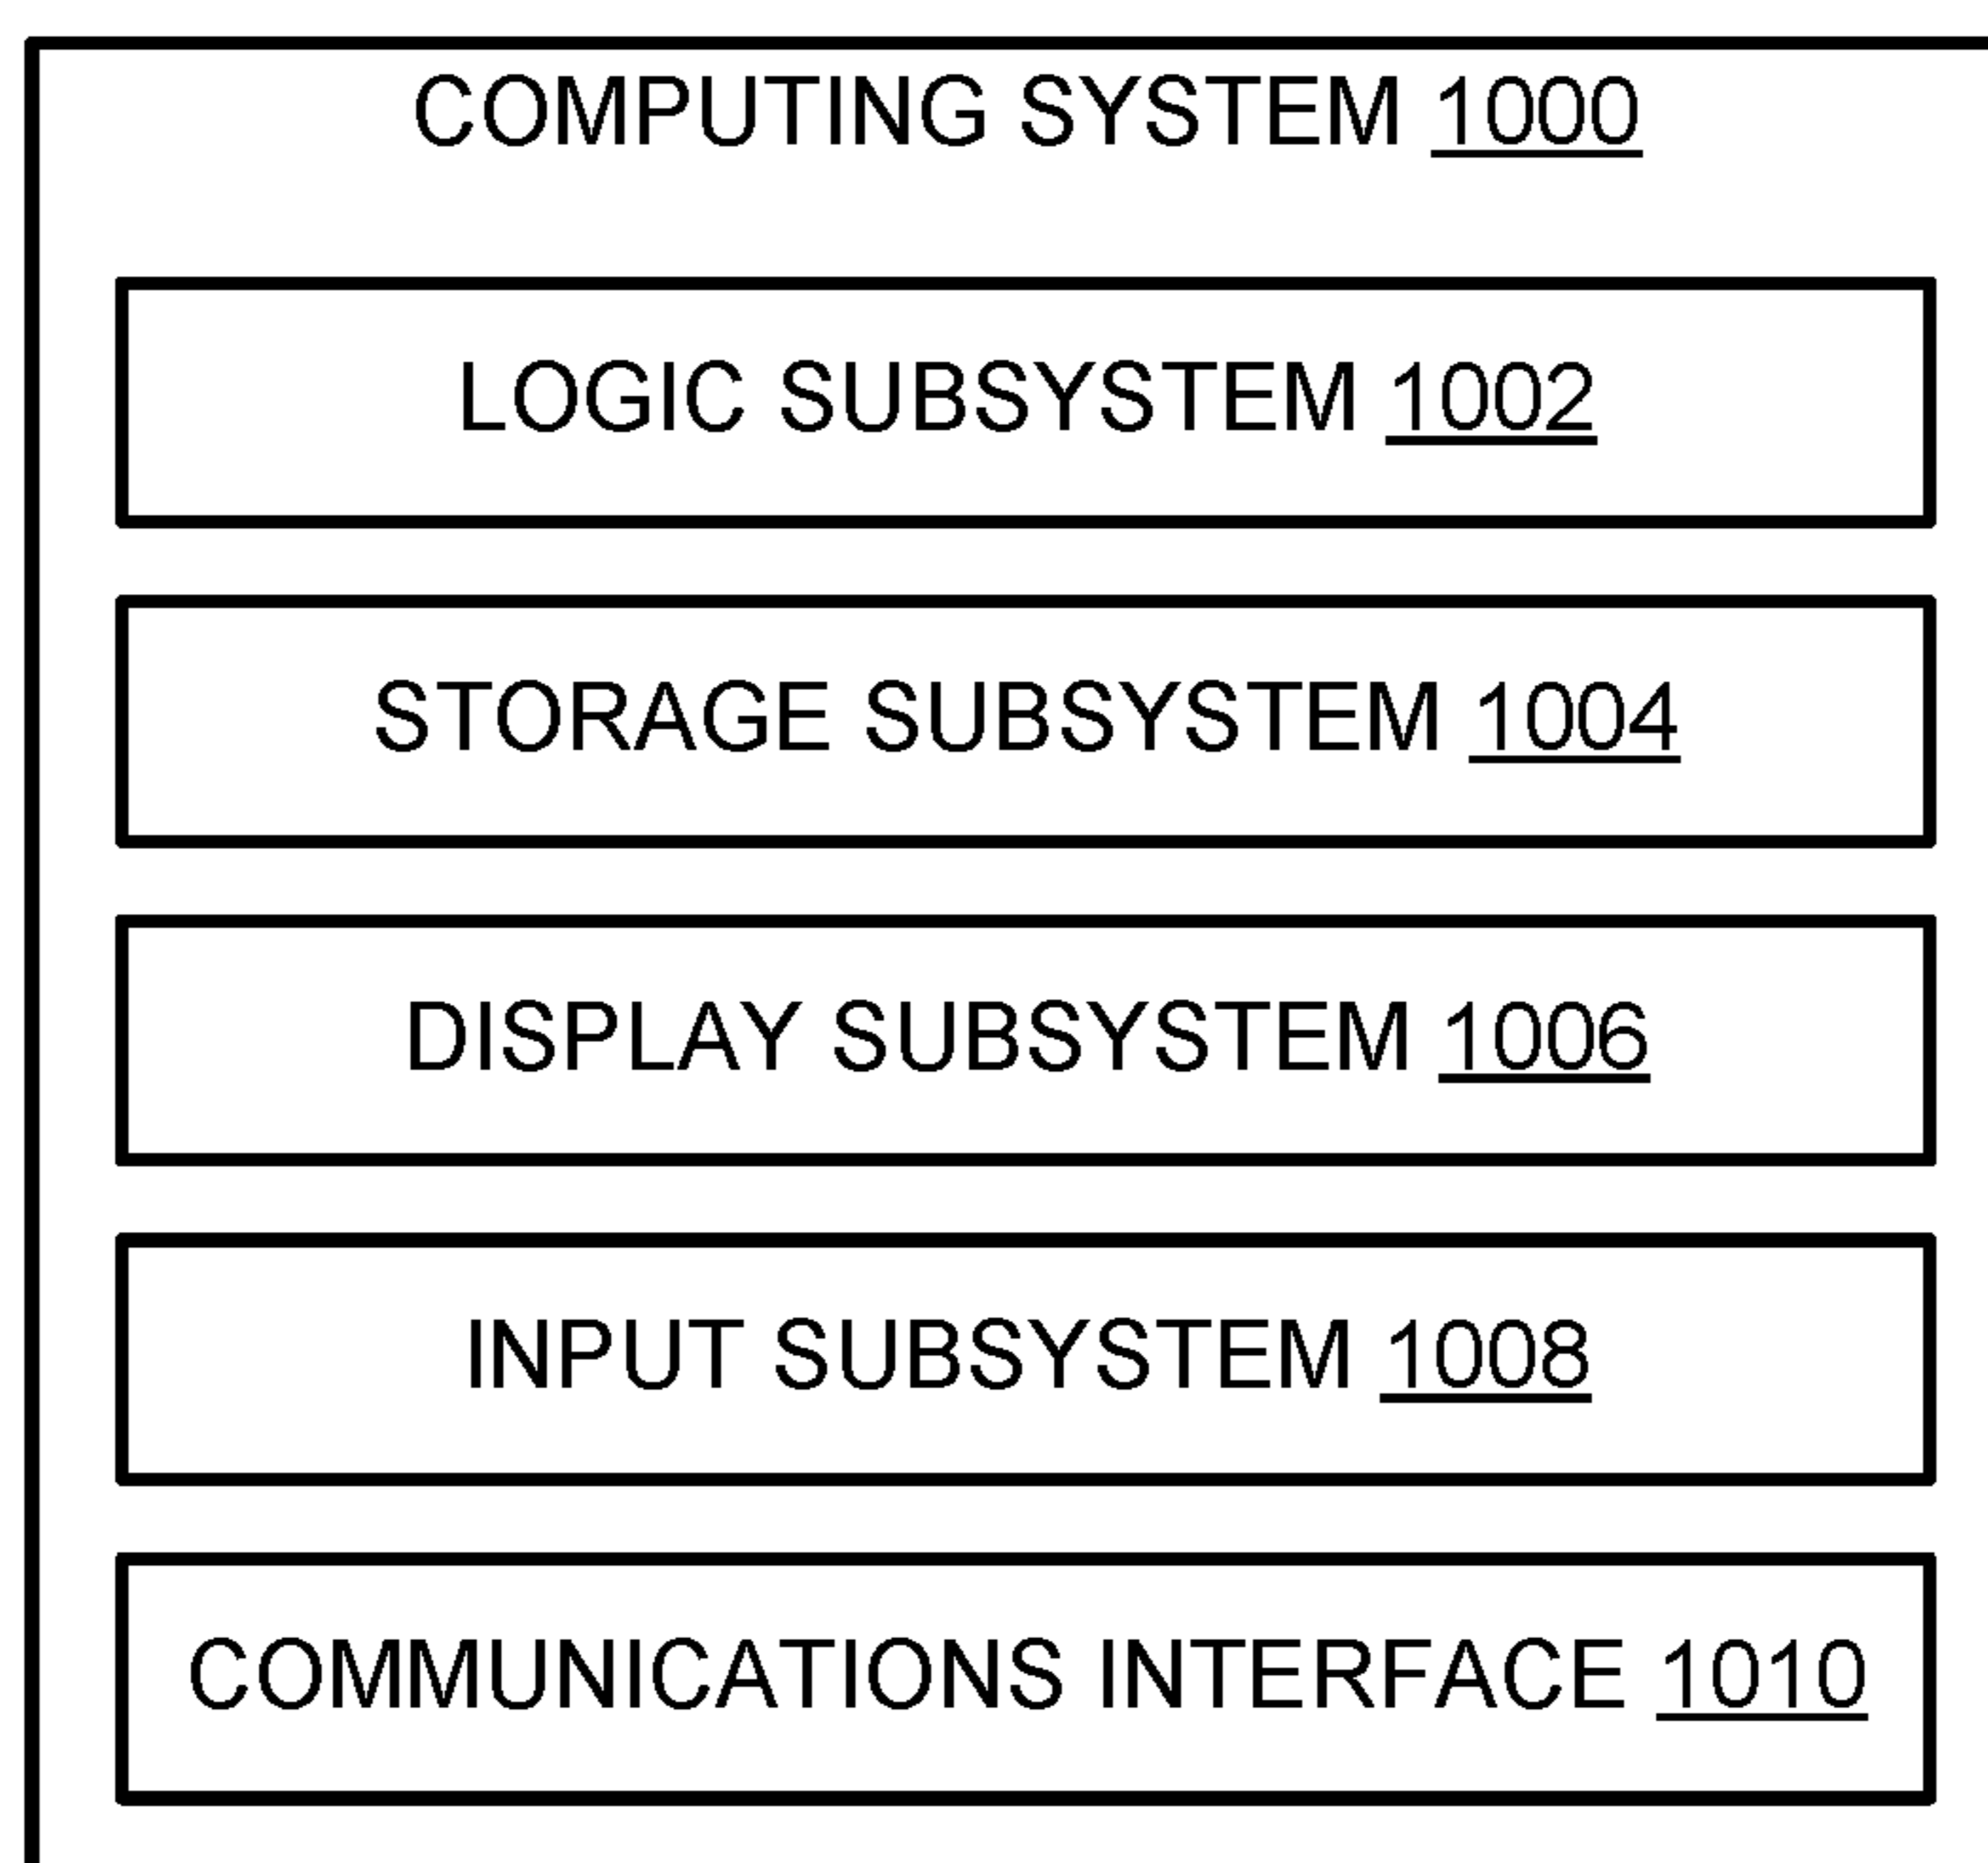 COMPUTING SYSTEM 1000
LOGIC SUBSYSTEM 1002
STORAGE SUBSYSTEM 1004
DISPLAY SUBSYSTEM 1006
INPUT SUBSYSTEM 1008
COMMUNICATIONS INTERFACE 1010